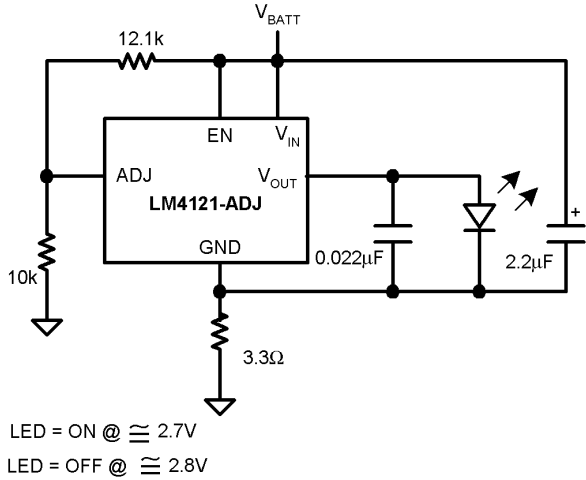 V_BATT
12.1k
EN
V_IN
ADJ
V_OUT
LM4121-ADJ
GND
0.022µF
+
2.2µF
10k
3.3Ω
LED = ON @ ≅ 2.7V
LED = OFF @ ≅ 2.8V